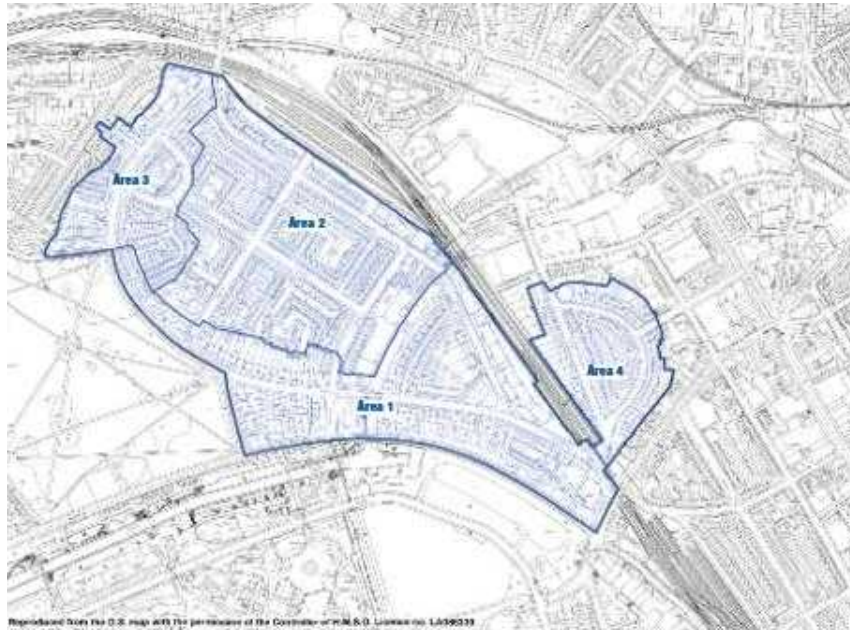 Area 3
Area 2
Area 4
Area 1
Reproduced from the O.S. map with the permission of the Controller of H.M.S.O. Licence no.